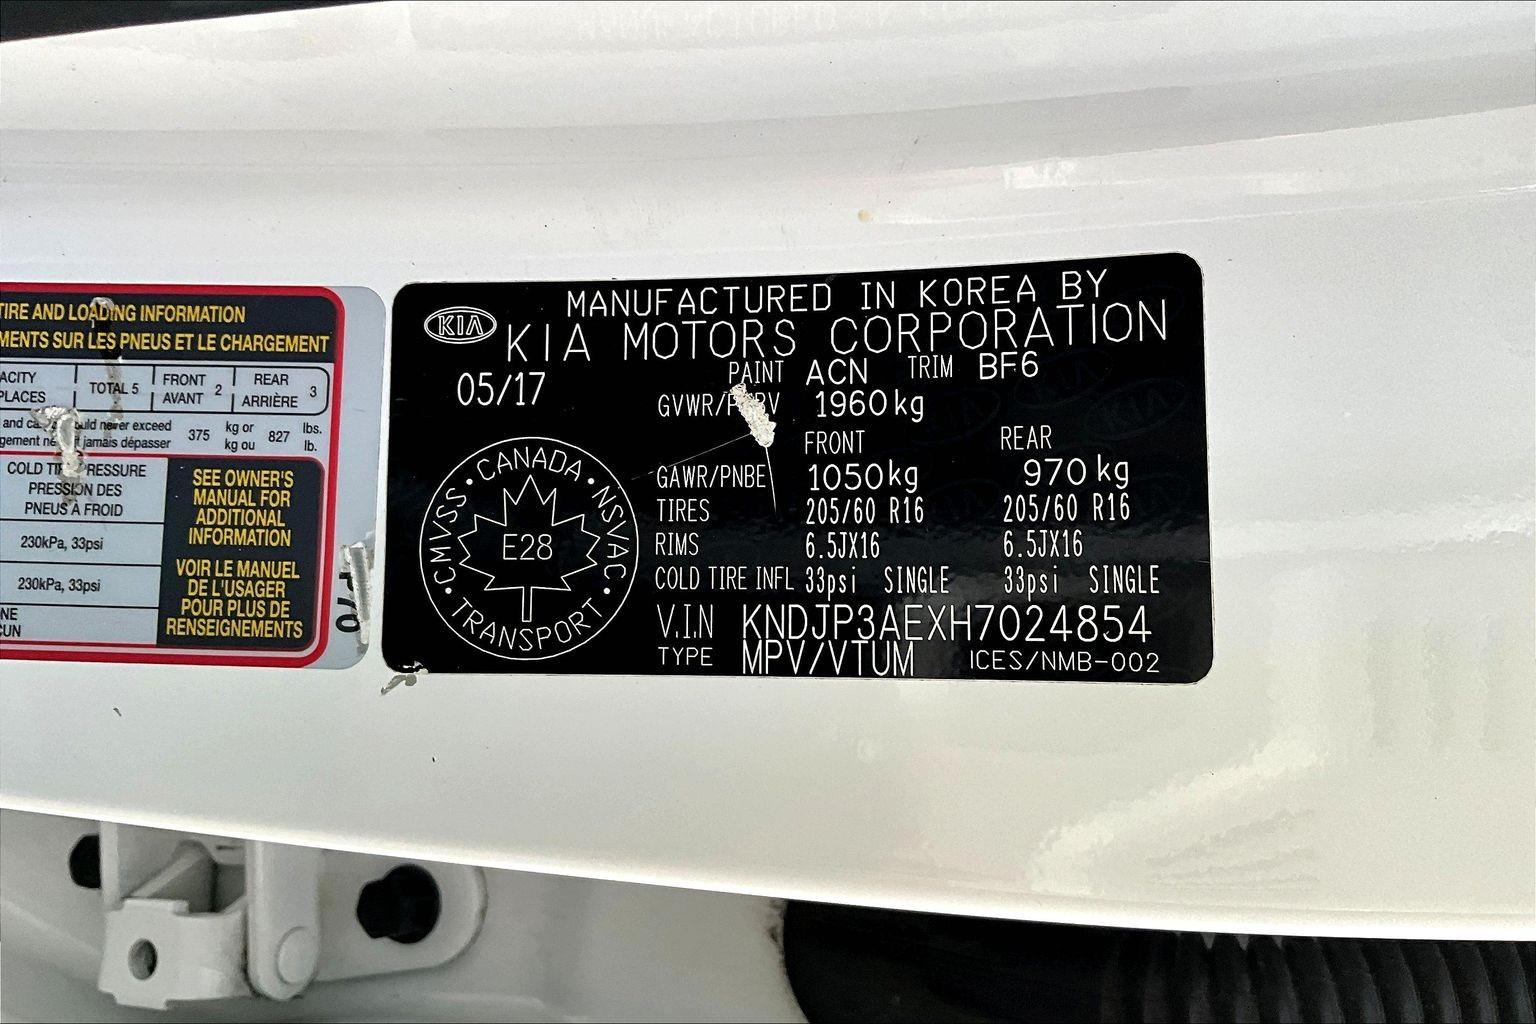 TIRE AND LOADING INFORMATION
SUR LES PNEUS ET LE CHARGEMENT
TOTAL 5 FRONT AVANT 2 REAR ARRIÈRE 3
never exceed 375 kg or 827 lbs.
jamais dépasser kg ou lb.
COLD PRESSURE
PRESSION DES
PNEUS À FROID
230kPa, 33psi
230kPa, 33psi
SEE OWNER'S
MANUAL FOR
ADDITIONAL
INFORMATION
VOIR LE MANUEL
DE L'USAGER
POUR PLUS DE
RENSEIGNEMENTS
KIA
MANUFACTURED IN KOREA BY
KIA MOTORS CORPORATION
05/17
PAINT ACN TRIM BF6
1960kg
FRONT REAR
GAWR/PNBE 1050kg 970kg
TIRES 205/60 R16 205/60 R16
RIMS 6.5JX16 6.5JX16
COLD TIRE INFL 33psi SINGLE 33psi SINGLE
V.I.N KNDJP3AEXH7024854
TYPE MPV/VTUM ICES/NMB-002
CMVSS • CANADA • NSVAC • TRANSPORT •
E28